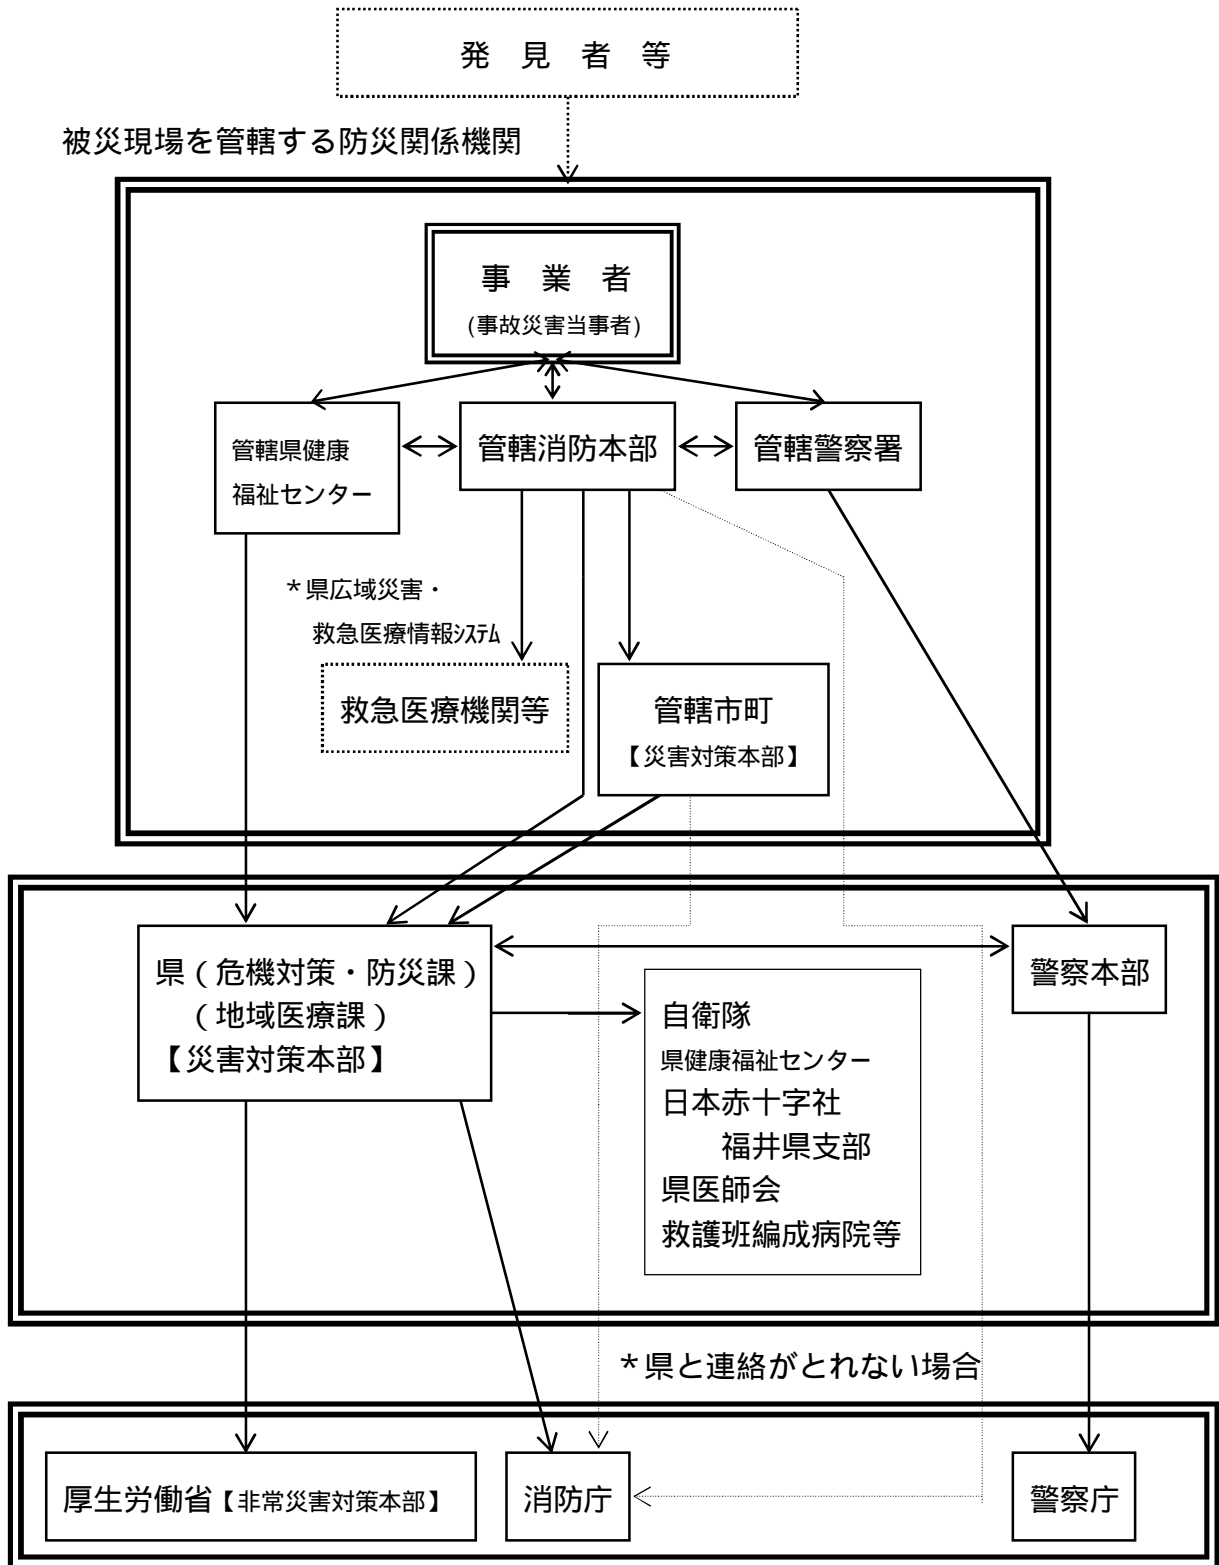 発 見 者 等
被災現場を管轄する防災関係機関
事 業 者
(事故災害当事者)
管轄県健康
福祉センター
管轄消防本部
管轄警察署
*県広域災害・
救急医療情報ｼｽﾃﾑ
救急医療機関等
管轄市町
【災害対策本部】
県（危機対策・防災課）
（地域医療課）
【災害対策本部】
警察本部
自衛隊
県健康福祉センター
日本赤十字社
福井県支部
県医師会
救護班編成病院等
*県と連絡がとれない場合
厚生労働省【非常災害対策本部】
消防庁
警察庁